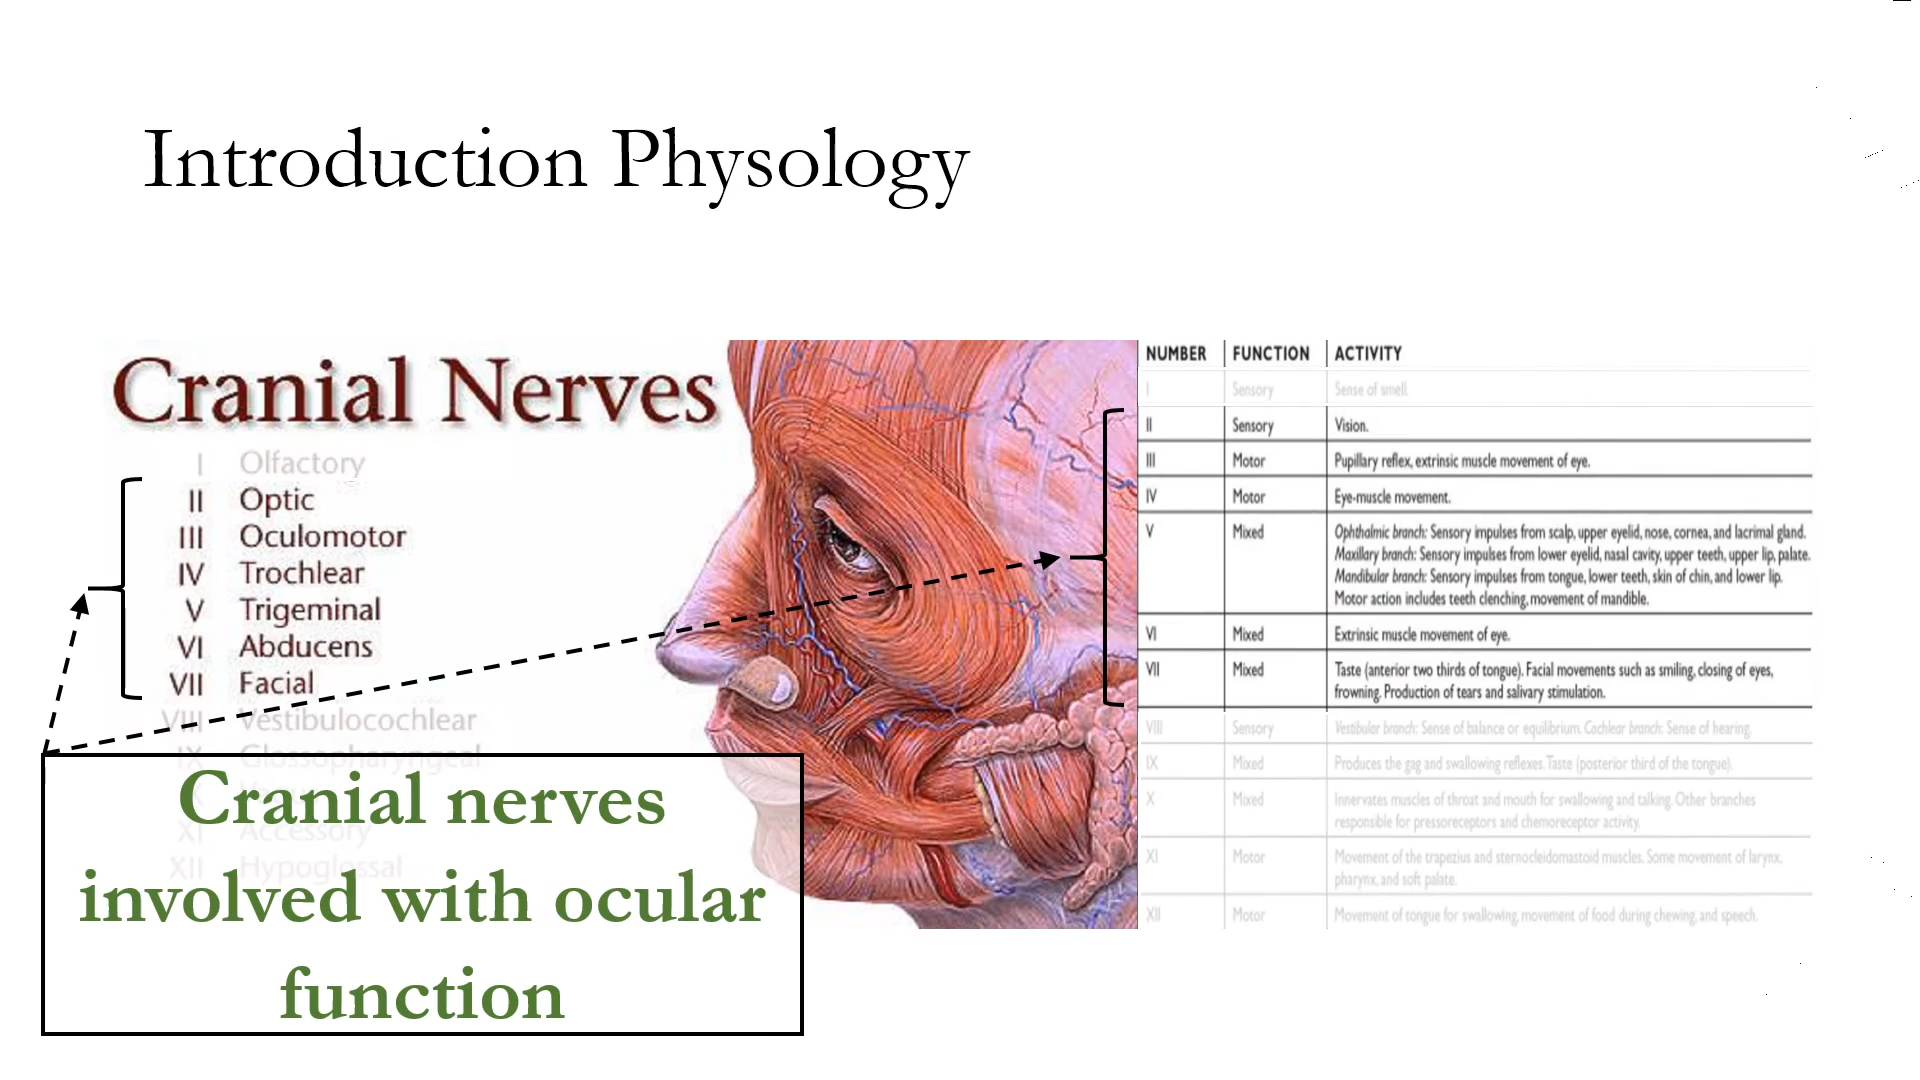 Introduction Physology
Cranial Nerves
I Olfactory
II Optic
III Oculomotor
IV Trochlear
V Trigeminal
VI Abducens
VII Facial
VIII Vestibulocochlear
IX Glossopharyngeal
XI Accessory
XII Hypoglossal
Cranial nerves
involved with ocular
function
NUMBER FUNCTION ACTIVITY
I Sensory Sense of smell.
II Sensory Vision.
III Motor Pupillary reflex, extrinsic muscle movement of eye.
IV Motor Eye-muscle movement.
V Mixed Ophthalmic branch: Sensory impulses from scalp, upper eyelid, nose, cornea, and lacrimal gland.
Maxillary branch: Sensory impulses from lower eyelid, nasal cavity, upper teeth, upper lip, palate.
Mandibular branch: Sensory impulses from tongue, lower teeth, skin of chin, and lower lip.
Motor action includes teeth clenching, movement of mandible.
VI Mixed Extrinsic muscle movement of eye.
VII Mixed Taste (anterior two thirds of tongue). Facial movements such as smiling, closing of eyes,
frowning. Production of tears and salivary stimulation.
VIII Sensory Vestibular branch: Sense of balance or equilibrium. Cochlear branch: Sense of hearing.
IX Mixed Produces the gag and swallowing reflexes. Taste (posterior third of the tongue).
X Mixed Innervates muscles of throat and mouth for swallowing and talking. Other branches
responsible for pressoreceptors and chemoreceptor activity.
XI Motor Movement of the trapezius and sternocleidomastoid muscles. Some movement of larynx,
pharynx, and soft palate.
XII Motor Movement of tongue for swallowing, movement of food during chewing, and speech.